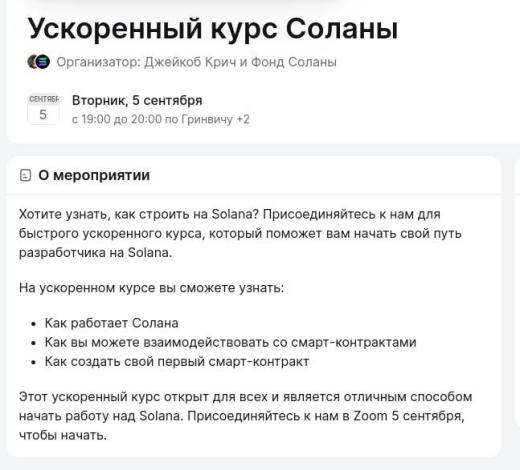 Ускоренный курс Соланы
Организатор: Джейкоб Крич и Фонд Соланы
СЕНТЯБР
5
Вторник, 5 сентября
с 19:00 до 20:00 по Гринвичу +2
О мероприятии
Хотите узнать, как строить на Solana? Присоединяйтесь к нам для
быстрого ускоренного курса, который поможет вам начать свой путь
разработчика на Solana.
На ускоренном курсе вы сможете узнать:
• Как работает Солана
• Как вы можете взаимодействовать со смарт-контрактами
• Как создать свой первый смарт-контракт
Этот ускоренный курс открыт для всех и является отличным способом
начать работу над Solana. Присоединяйтесь к нам в Zoom 5 сентября,
чтобы начать.